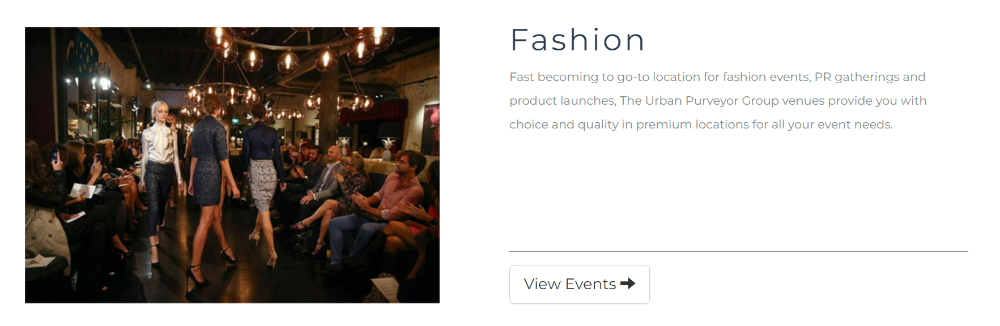 Fashion
Fast becoming to go-to location for fashion events, PR gatherings and
product launches, The Urban Purveyor Group venues provide you with
choice and quality in premium locations for all your event needs.
View Events